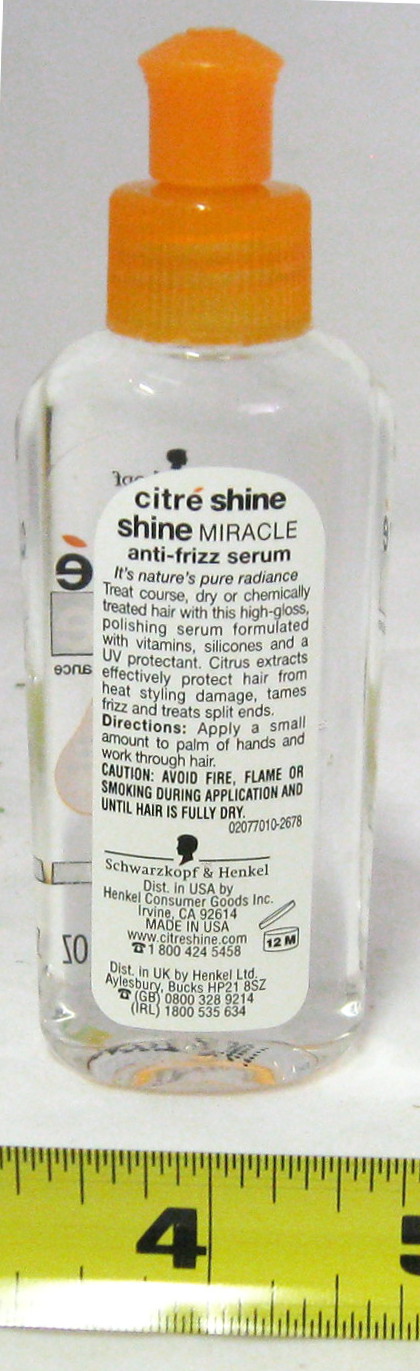 citré shine
shine MIRACLE
anti-frizz serum
It's nature's pure radiance
Treat course, dry or chemically
treated hair with this high-gloss,
polishing serum formulated
with vitamins, silicones and a
UV protectant. Citrus extracts
effectively protect hair from
heat styling damage, tames
frizz and treats split ends.
Directions: Apply a small
amount to palm of hands and
work through hair.
CAUTION: AVOID FIRE, FLAME OR
SMOKING DURING APPLICATION AND
UNTIL HAIR IS FULLY DRY.
02077010-2678
Schwarzkopf & Henkel
Dist. in USA by
Henkel Consumer Goods Inc.
Irvine, CA 92614
MADE IN USA
www.citreshine.com
☎1 800 424 5458
12 M
Dist. in UK by Henkel Ltd.
Aylesbury, Bucks HP21 8SZ
☎(GB) 0800 328 9214
(IRL) 1800 535 634
4
5